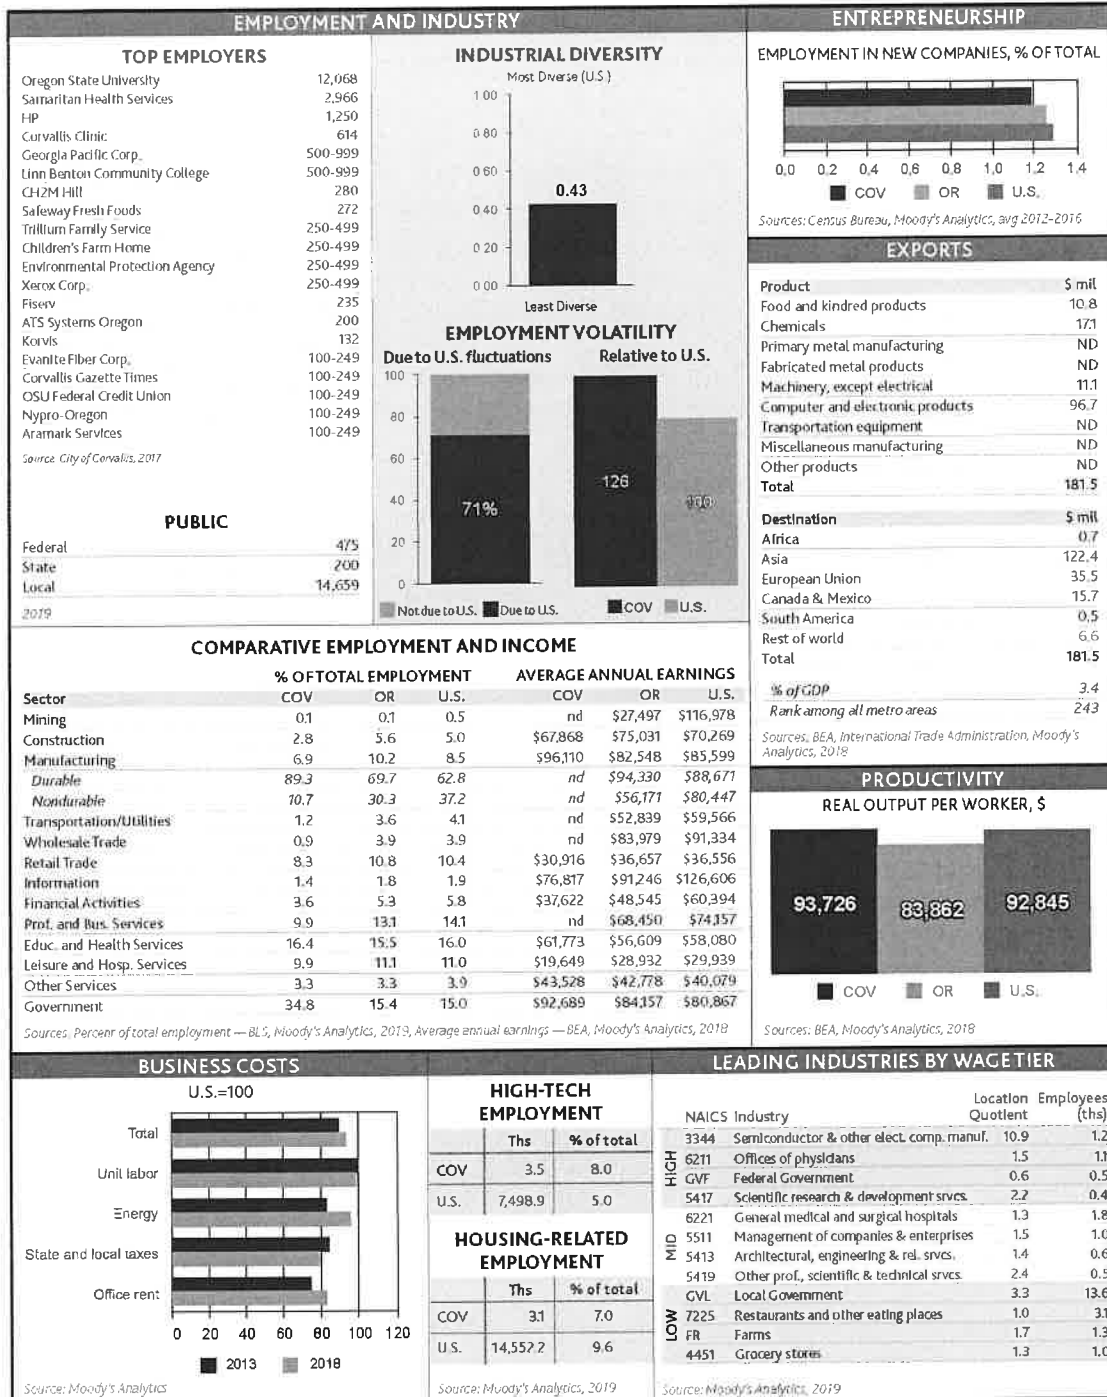 EMPLOYMENT AND INDUSTRY
TOP EMPLOYERS
Oregon State University 12,068
Samaritan Health Services 2,966
HP 1,250
Corvallis Clinic 614
Georgia Pacific Corp. 500-999
Linn Benton Community College 500-999
CH2M Hill 280
Safeway Fresh Foods 272
Trillium Family Service 250-499
Children's Farm Home 250-499
Environmental Protection Agency 250-499
Xerox Corp. 250-499
Fiserv 235
ATS Systems Oregon 200
Korvis 132
Evanite Fiber Corp. 100-249
Corvallis Gazette Times 100-249
OSU Federal Credit Union 100-249
Nypro-Oregon 100-249
Aramark Services 100-249
Source: City of Corvallis, 2017
PUBLIC
Federal 475
State 200
Local 14,659
2019
INDUSTRIAL DIVERSITY
Most Diverse (U.S.)
1.00
0.80
0.60
0.40
0.20
0.00
0.43
Least Diverse
EMPLOYMENT VOLATILITY
Due to U.S. fluctuations Relative to U.S.
100
80
60
40
20
0
71%
126
100
Not due to U.S. Due to U.S. COV U.S.
ENTREPRENEURSHIP
EMPLOYMENT IN NEW COMPANIES, % OF TOTAL
0.0 0.2 0.4 0.6 0.8 1.0 1.2 1.4
COV OR U.S.
Sources: Census Bureau, Moody's Analytics, avg 2012-2016
EXPORTS
Product $ mil
Food and kindred products 10.8
Chemicals 17.1
Primary metal manufacturing ND
Fabricated metal products ND
Machinery, except electrical 11.1
Computer and electronic products 96.7
Transportation equipment ND
Miscellaneous manufacturing ND
Other products ND
Total 181.5
Destination $ mil
Africa 0.7
Asia 122.4
European Union 35.5
Canada & Mexico 15.7
South America 0.5
Rest of world 6.6
Total 181.5
% of GDP 3.4
Rank among all metro areas 243
Sources: BEA, International Trade Administration, Moody's
Analytics, 2018
COMPARATIVE EMPLOYMENT AND INCOME
% OF TOTAL EMPLOYMENT AVERAGE ANNUAL EARNINGS
Sector COV OR U.S. COV OR U.S.
Mining 0.1 0.1 0.5 nd $27,497 $116,978
Construction 2.8 5.6 5.0 $67,868 $75,031 $70,269
Manufacturing 6.9 10.2 8.5 $96,110 $82,548 $85,599
Durable 89.3 69.7 62.8 nd $94,330 $88,671
Nondurable 10.7 30.3 37.2 nd $56,171 $80,447
Transportation/Utilities 1.2 3.6 4.1 nd $52,839 $59,566
Wholesale Trade 0.9 3.9 3.9 nd $83,979 $91,334
Retail Trade 8.3 10.8 10.4 $30,916 $36,657 $36,556
Information 1.4 1.8 1.9 $76,817 $91,246 $126,606
Financial Activities 3.6 5.3 5.8 $37,622 $48,545 $60,394
Prof. and Bus. Services 9.9 13.1 14.1 nd $68,450 $74,157
Educ. and Health Services 16.4 15.5 16.0 $61,773 $56,609 $58,080
Leisure and Hosp. Services 9.9 11.1 11.0 $19,649 $28,932 $29,939
Other Services 3.3 3.3 3.9 $43,528 $42,778 $40,079
Government 34.8 15.4 15.0 $92,689 $84,157 $80,867
Sources: Percent of total employment — BLS, Moody's Analytics, 2019, Average annual earnings — BEA, Moody's Analytics, 2018
PRODUCTIVITY
REAL OUTPUT PER WORKER, $
93,726 83,862 92,845
COV OR U.S.
Sources: BEA, Moody's Analytics, 2018
BUSINESS COSTS
U.S.=100
Total
Unit labor
Energy
State and local taxes
Office rent
0 20 40 60 80 100 120
2013 2018
Source: Moody's Analytics
HIGH-TECH
EMPLOYMENT
Ths % of total
COV 3.5 8.0
U.S. 7,498.9 5.0
HOUSING-RELATED
EMPLOYMENT
Ths % of total
COV 3.1 7.0
U.S. 14,552.2 9.6
Source: Moody's Analytics, 2019
LEADING INDUSTRIES BY WAGE TIER
Location Employees
NAICS Industry Quotient (ths)
HIGH
3344 Semiconductor & other elect. comp. manuf. 10.9 1.2
6211 Offices of physicians 1.5 1.1
GVF Federal Government 0.6 0.5
5417 Scientific research & development srvcs. 2.2 0.4
MID
6221 General medical and surgical hospitals 1.3 1.8
5511 Management of companies & enterprises 1.5 1.0
5413 Architectural, engineering & rel. srvcs. 1.4 0.6
5419 Other prof., scientific & technical srvcs. 2.4 0.5
LOW
GVL Local Government 3.3 13.6
7225 Restaurants and other eating places 1.0 3.1
FR Farms 1.7 1.3
4451 Grocery stores 1.3 1.0
Source: Moody's Analytics, 2019